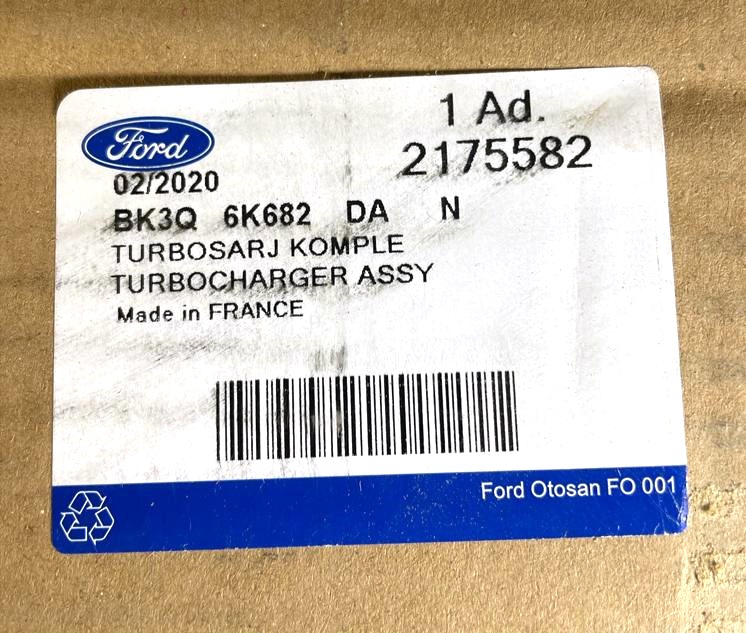 1 Ad.
Ford
2175582
02/2020
BK3Q 6K682 DA N
TURBOSARJ KOMPLE
TURBOCHARGER ASSY
Made in FRANCE
Ford Otosan FO 001